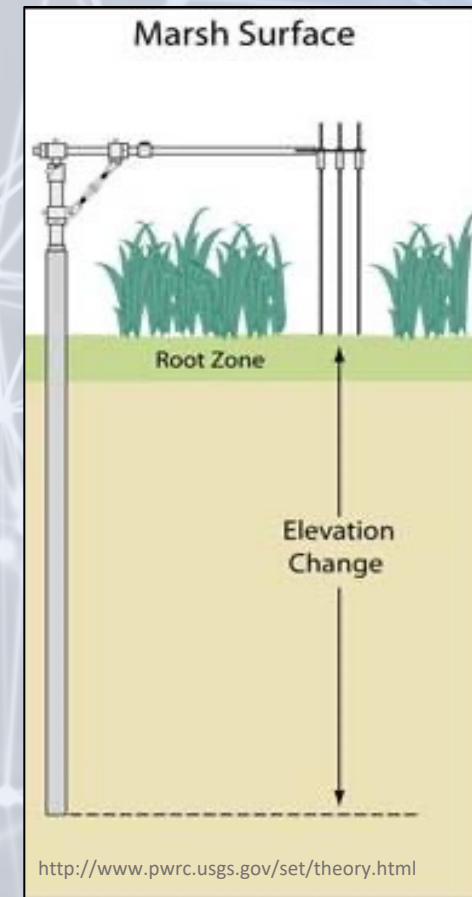 Marsh Surface
Root Zone
Elevation
Change
http://www.pwrc.usgs.gov/set/theory.html